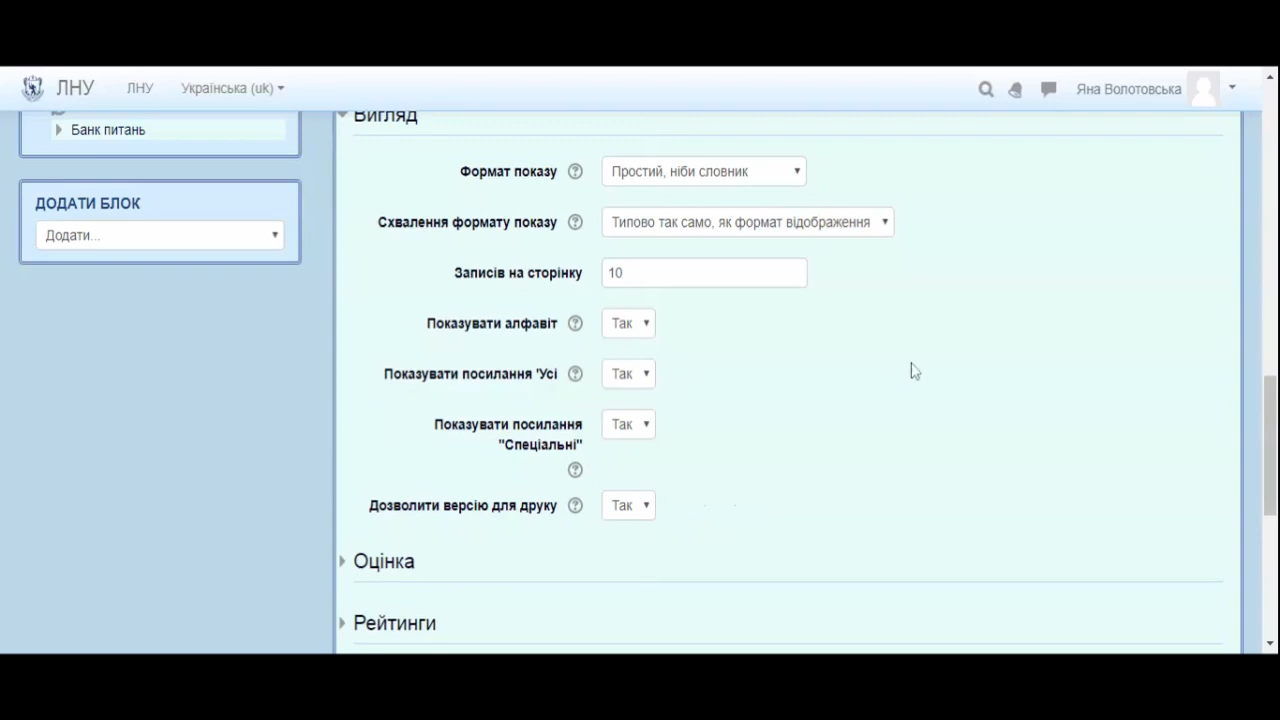 ЛНУ
ЛНУ
Українська (uk)
Яна Волотовська
Банк питань
ДОДАТИ БЛОК
Додати...
Вигляд
Формат показу
Простий, ніби словник
Схвалення формату показу
Типово так само, як формат відображення
Записів на сторінку
10
Показувати алфавіт
Так
Показувати посилання 'Усі
Так
Показувати посилання
"Спеціальні"
Так
Дозволити версію для друку
Так
Оцінка
Рейтинги